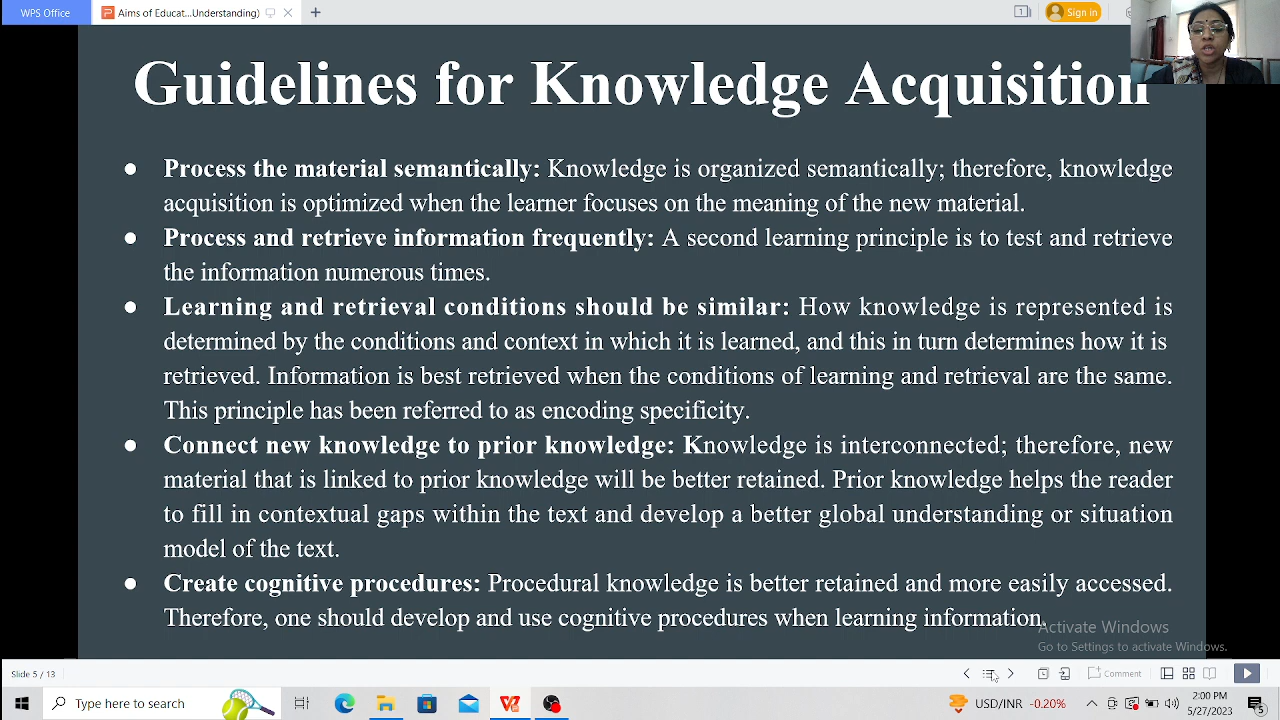 WPS Office
Aims of Educat...Understanding)
Sign in
Guidelines for Knowledge Acquisition
● Process the material semantically: Knowledge is organized semantically; therefore, knowledge
acquisition is optimized when the learner focuses on the meaning of the new material.
● Process and retrieve information frequently: A second learning principle is to test and retrieve
the information numerous times.
● Learning and retrieval conditions should be similar: How knowledge is represented is
determined by the conditions and context in which it is learned, and this in turn determines how it is
retrieved. Information is best retrieved when the conditions of learning and retrieval are the same.
This principle has been referred to as encoding specificity.
● Connect new knowledge to prior knowledge: Knowledge is interconnected; therefore, new
material that is linked to prior knowledge will be better retained. Prior knowledge helps the reader
to fill in contextual gaps within the text and develop a better global understanding or situation
model of the text.
● Create cognitive procedures: Procedural knowledge is better retained and more easily accessed.
Therefore, one should develop and use cognitive procedures when learning information.
Activate Windows
Go to Settings to activate Windows.
Slide 5 / 13
Comment
Type here to search
USD/INR -0.20%
2:00 PM
5/27/2023
5